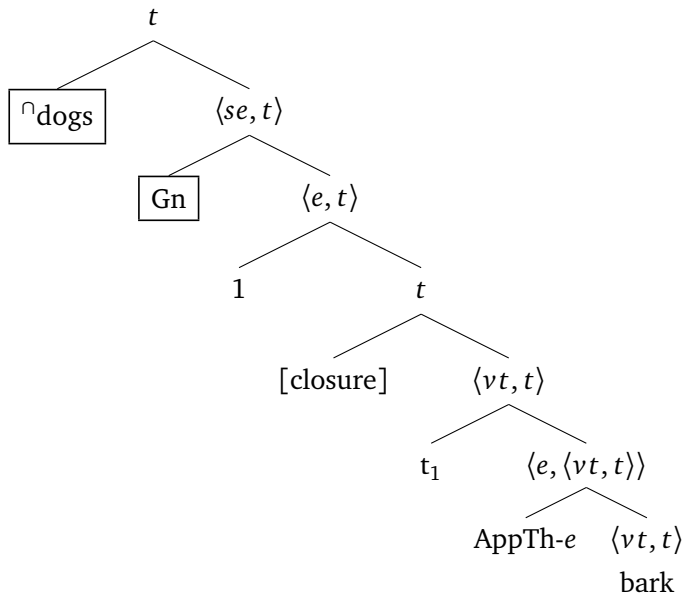 t
∩dogs ⟨se, t⟩
Gn ⟨e, t⟩
1 t
[closure] ⟨vt, t⟩
t₁ ⟨e, ⟨vt, t⟩⟩
AppTh-e ⟨vt, t⟩
bark